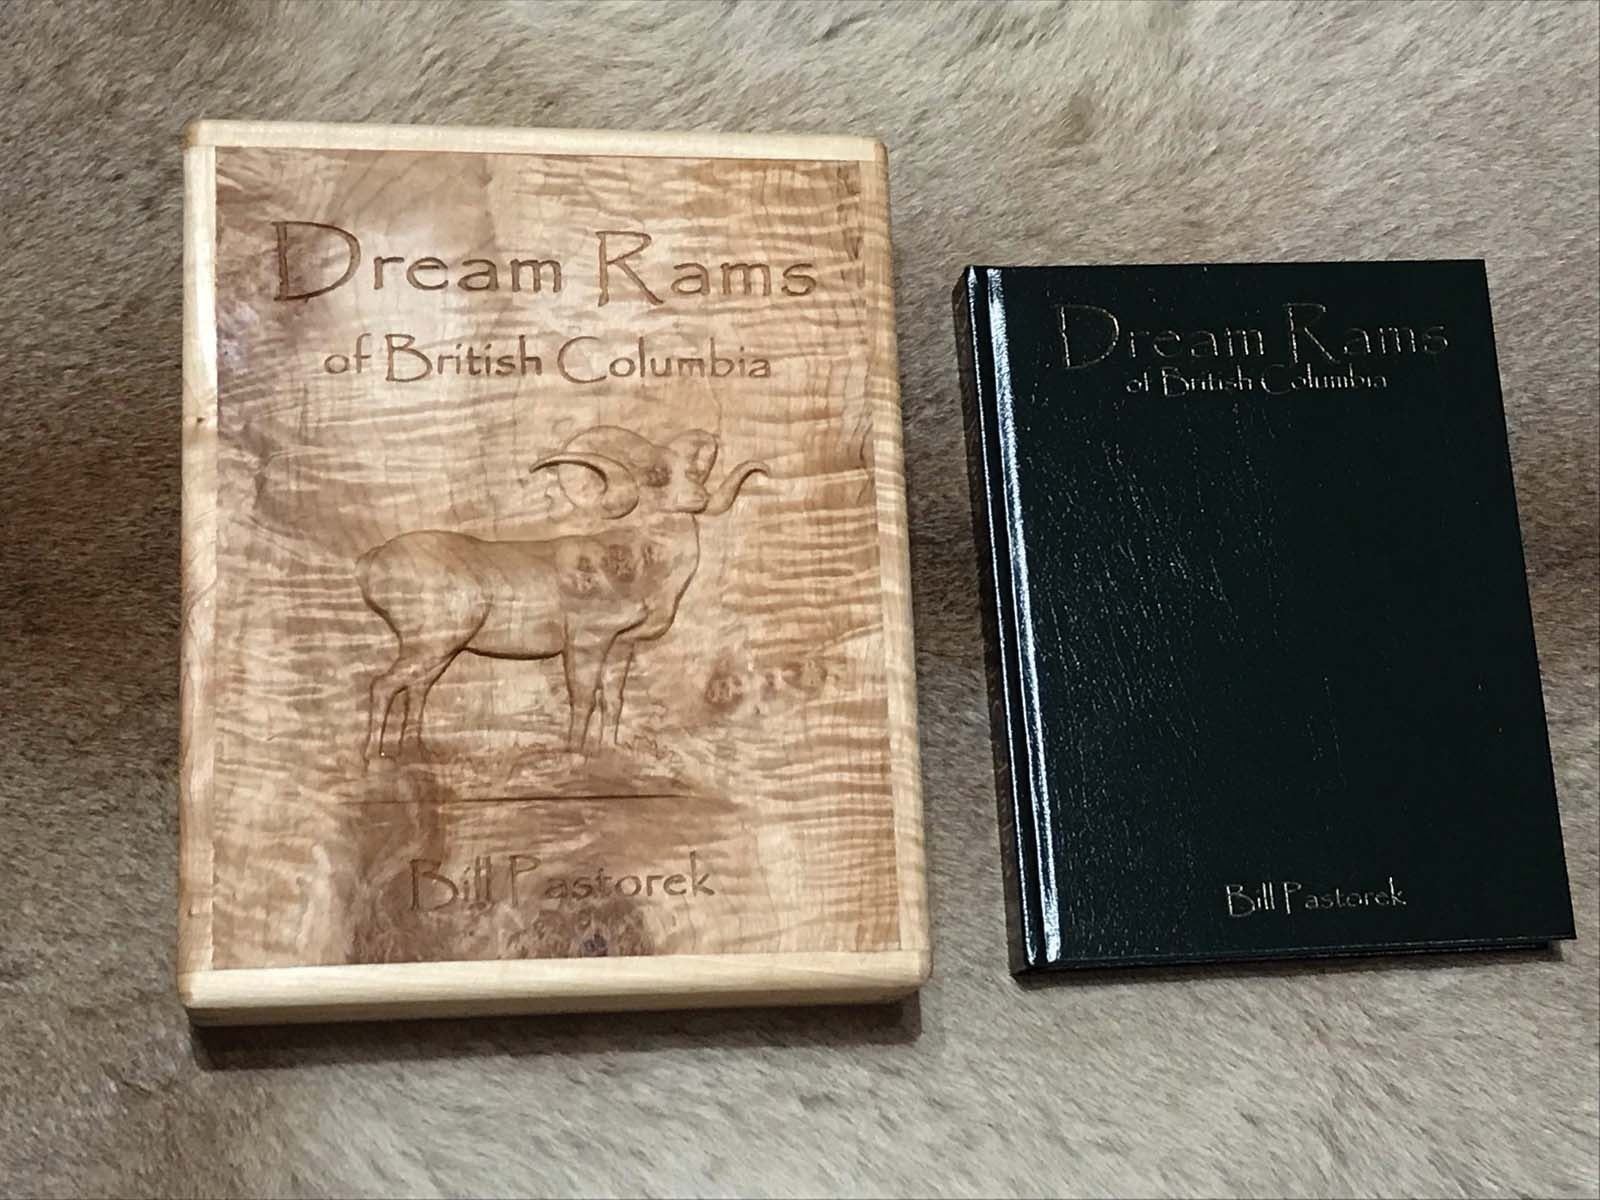 Dream Rams
of British Columbia
Bill Pastorek
Dream Rams
of British Columbia
Bill Pastorek